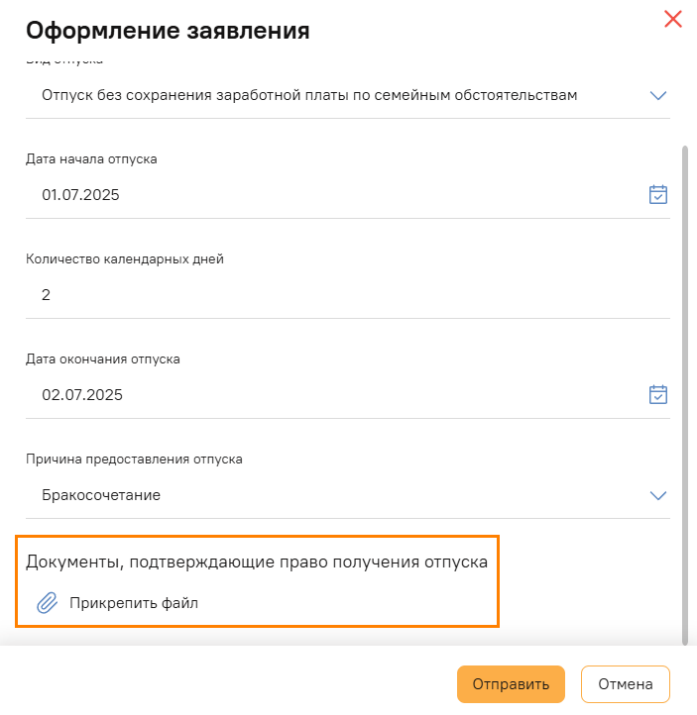 Оформление заявления
Вид отпуска
Отпуск без сохранения заработной платы по семейным обстоятельствам
Дата начала отпуска
01.07.2025
Количество календарных дней
2
Дата окончания отпуска
02.07.2025
Причина предоставления отпуска
Бракосочетание
Документы, подтверждающие право получения отпуска
Прикрепить файл
Отправить
Отмена